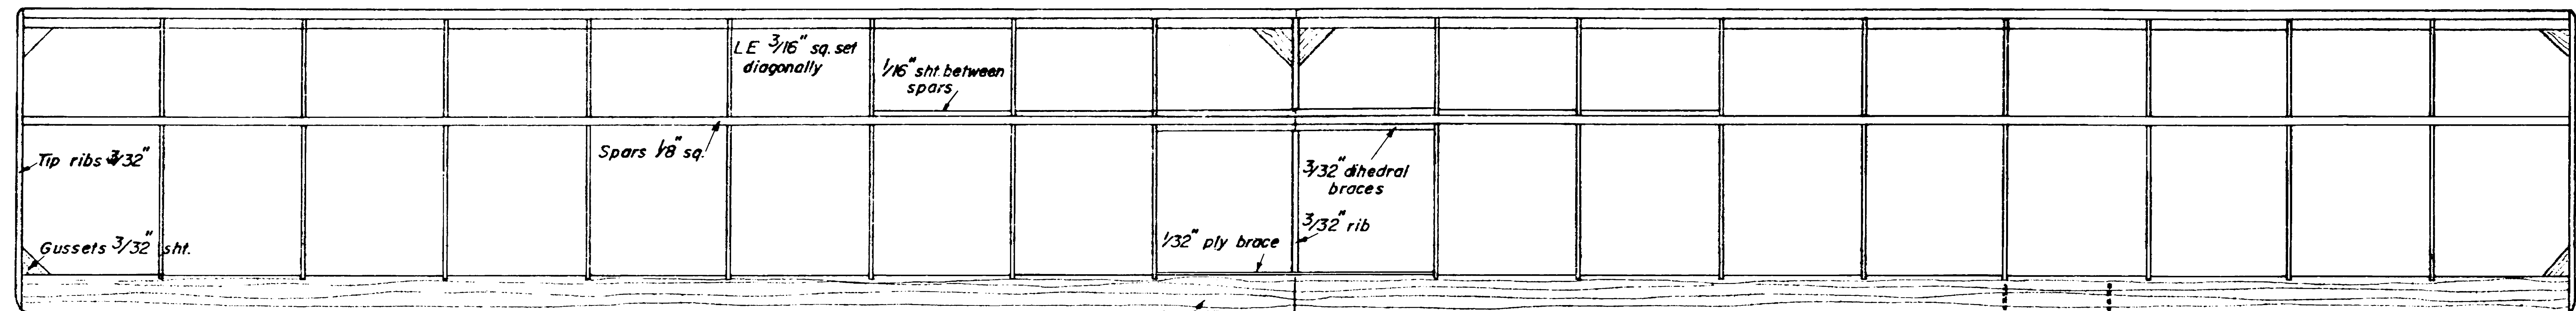 LE 3/16" sq. set
diagonally
1/16" sht. between
spars
Tip ribs 3/32"
Spars 1/8" sq.
3/32" dihedral
braces
3/32" rib
Gussets 3/32" sht.
1/32" ply brace